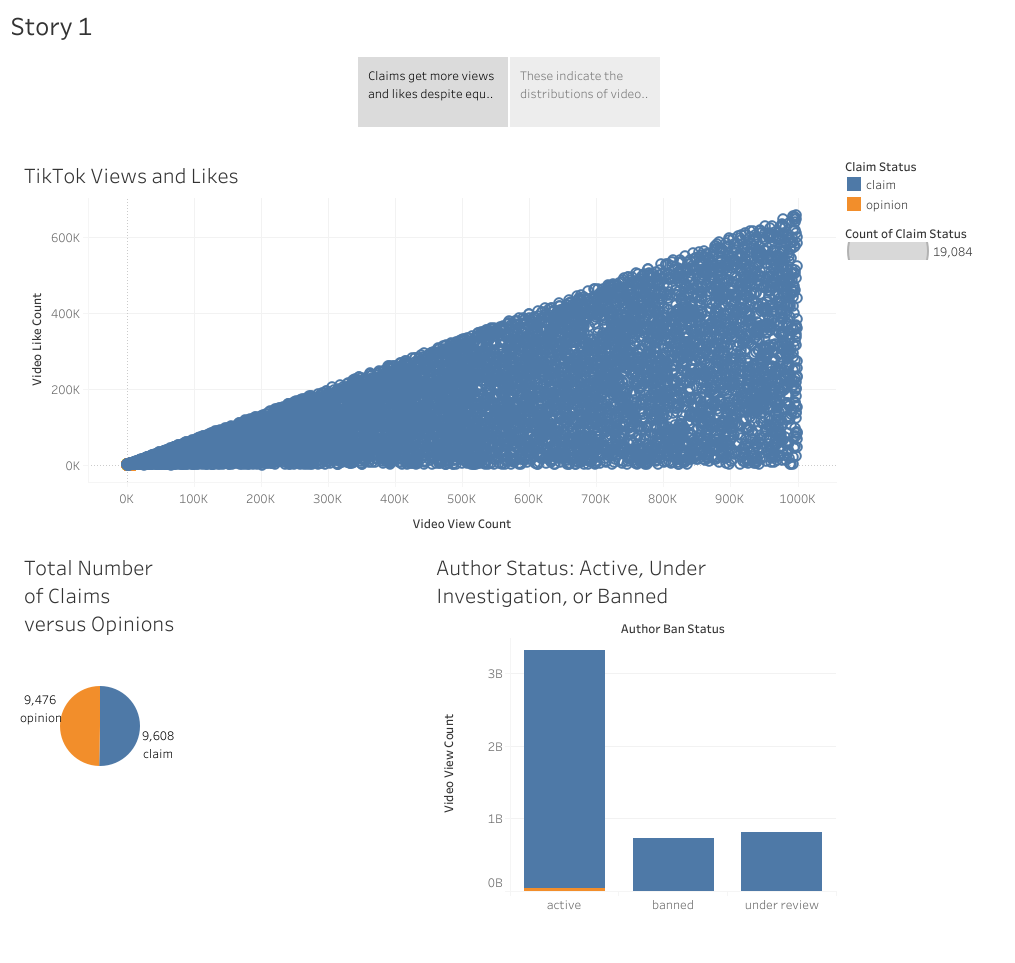 Story 1
Claims get more views
and likes despite equ..
These indicate the
distributions of video..
TikTok Views and Likes
Claim Status
claim
opinion
Count of Claim Status
19,084
Video Like Count
600K
400K
200K
0K
0K 100K 200K 300K 400K 500K 600K 700K 800K 900K 1000K
Video View Count
Total Number
of Claims
versus Opinions
9,476
opinion
9,608
claim
Author Status: Active, Under
Investigation, or Banned
Author Ban Status
Video View Count
3B
2B
1B
0B
active banned under review